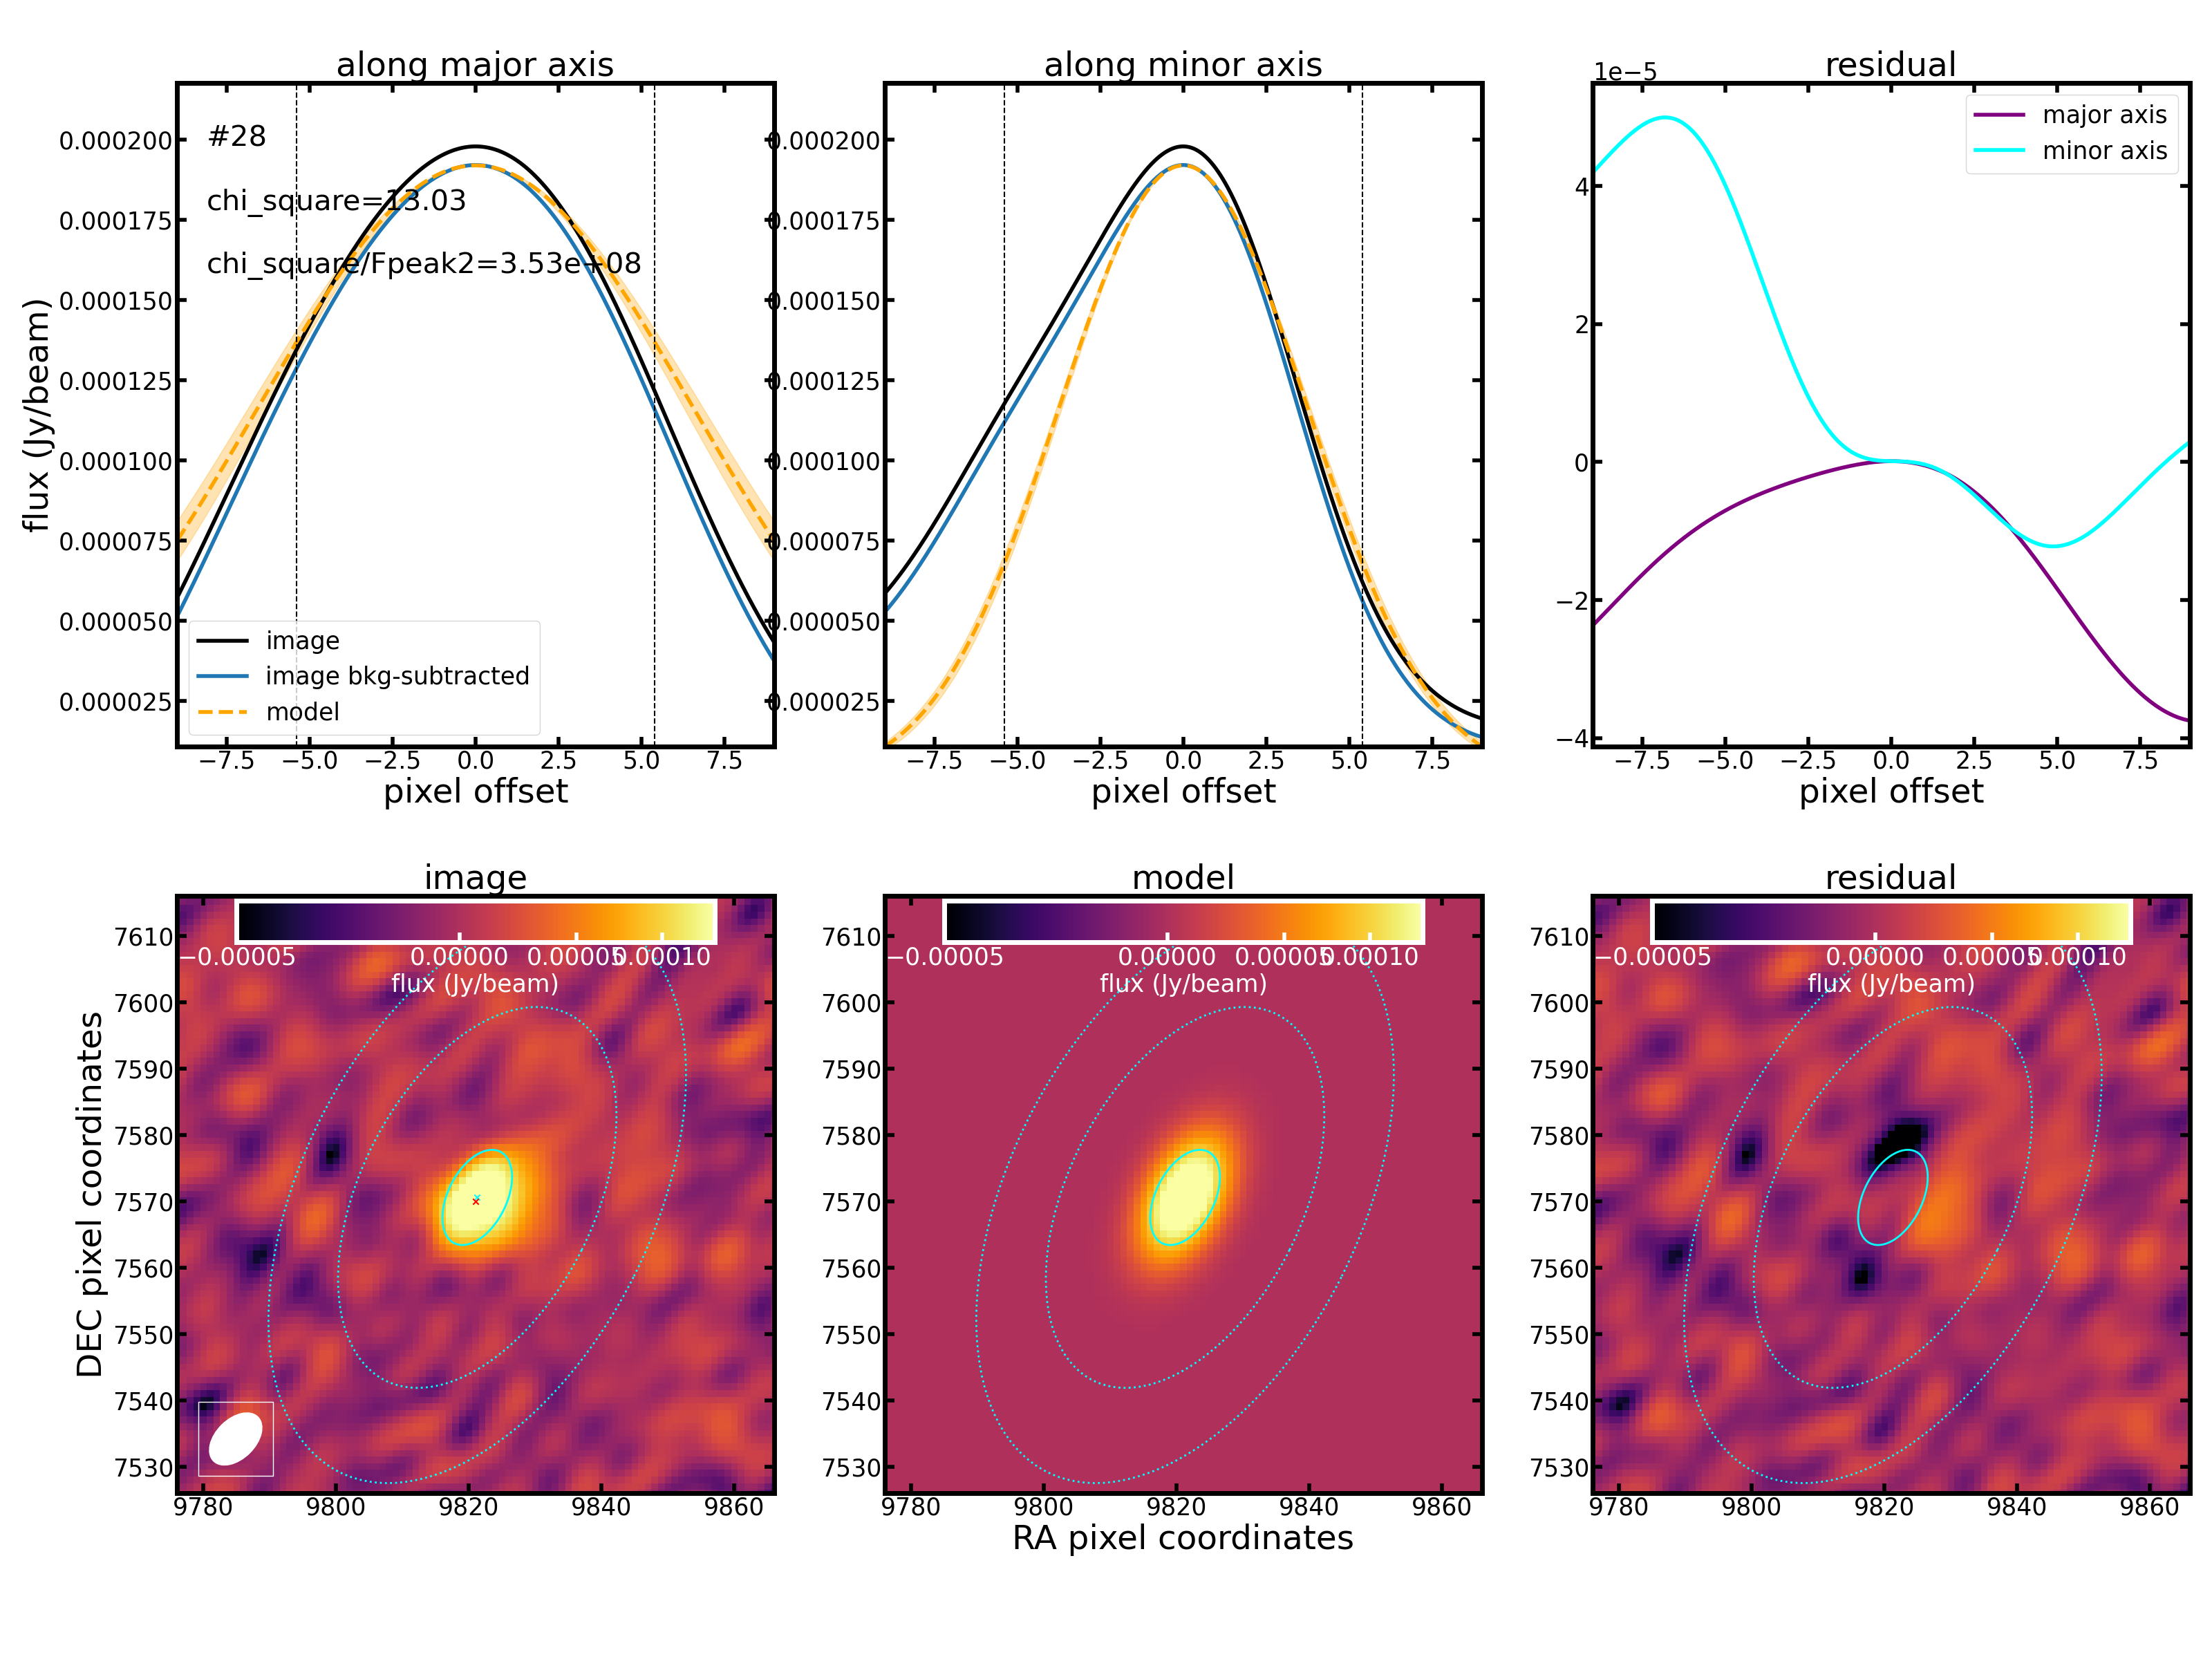 along major axis
along minor axis
residual
1e−5
#28
chi_square=13.03
chi_square/Fpeak2=3.53e+08
image
image bkg-subtracted
model
major axis
minor axis
0.000200
0.000175
0.000150
0.000125
0.000100
0.000075
0.000050
0.000025
flux (Jy/beam)
−7.5 −5.0 −2.5 0.0 2.5 5.0 7.5
pixel offset
0.000200
0.000175
0.000150
0.000125
0.000100
0.000075
0.000050
0.000025
−7.5 −5.0 −2.5 0.0 2.5 5.0 7.5
pixel offset
4
2
0
−2
−4
−7.5 −5.0 −2.5 0.0 2.5 5.0 7.5
pixel offset
image
model
residual
−0.00005 0.00000 0.00005 0.00010
flux (Jy/beam)
−0.00005 0.00000 0.00005 0.00010
flux (Jy/beam)
−0.00005 0.00000 0.00005 0.00010
flux (Jy/beam)
DEC pixel coordinates
7610
7600
7590
7580
7570
7560
7550
7540
7530
9780 9800 9820 9840 9860
7610
7600
7590
7580
7570
7560
7550
7540
7530
9780 9800 9820 9840 9860
RA pixel coordinates
7610
7600
7590
7580
7570
7560
7550
7540
7530
9780 9800 9820 9840 9860